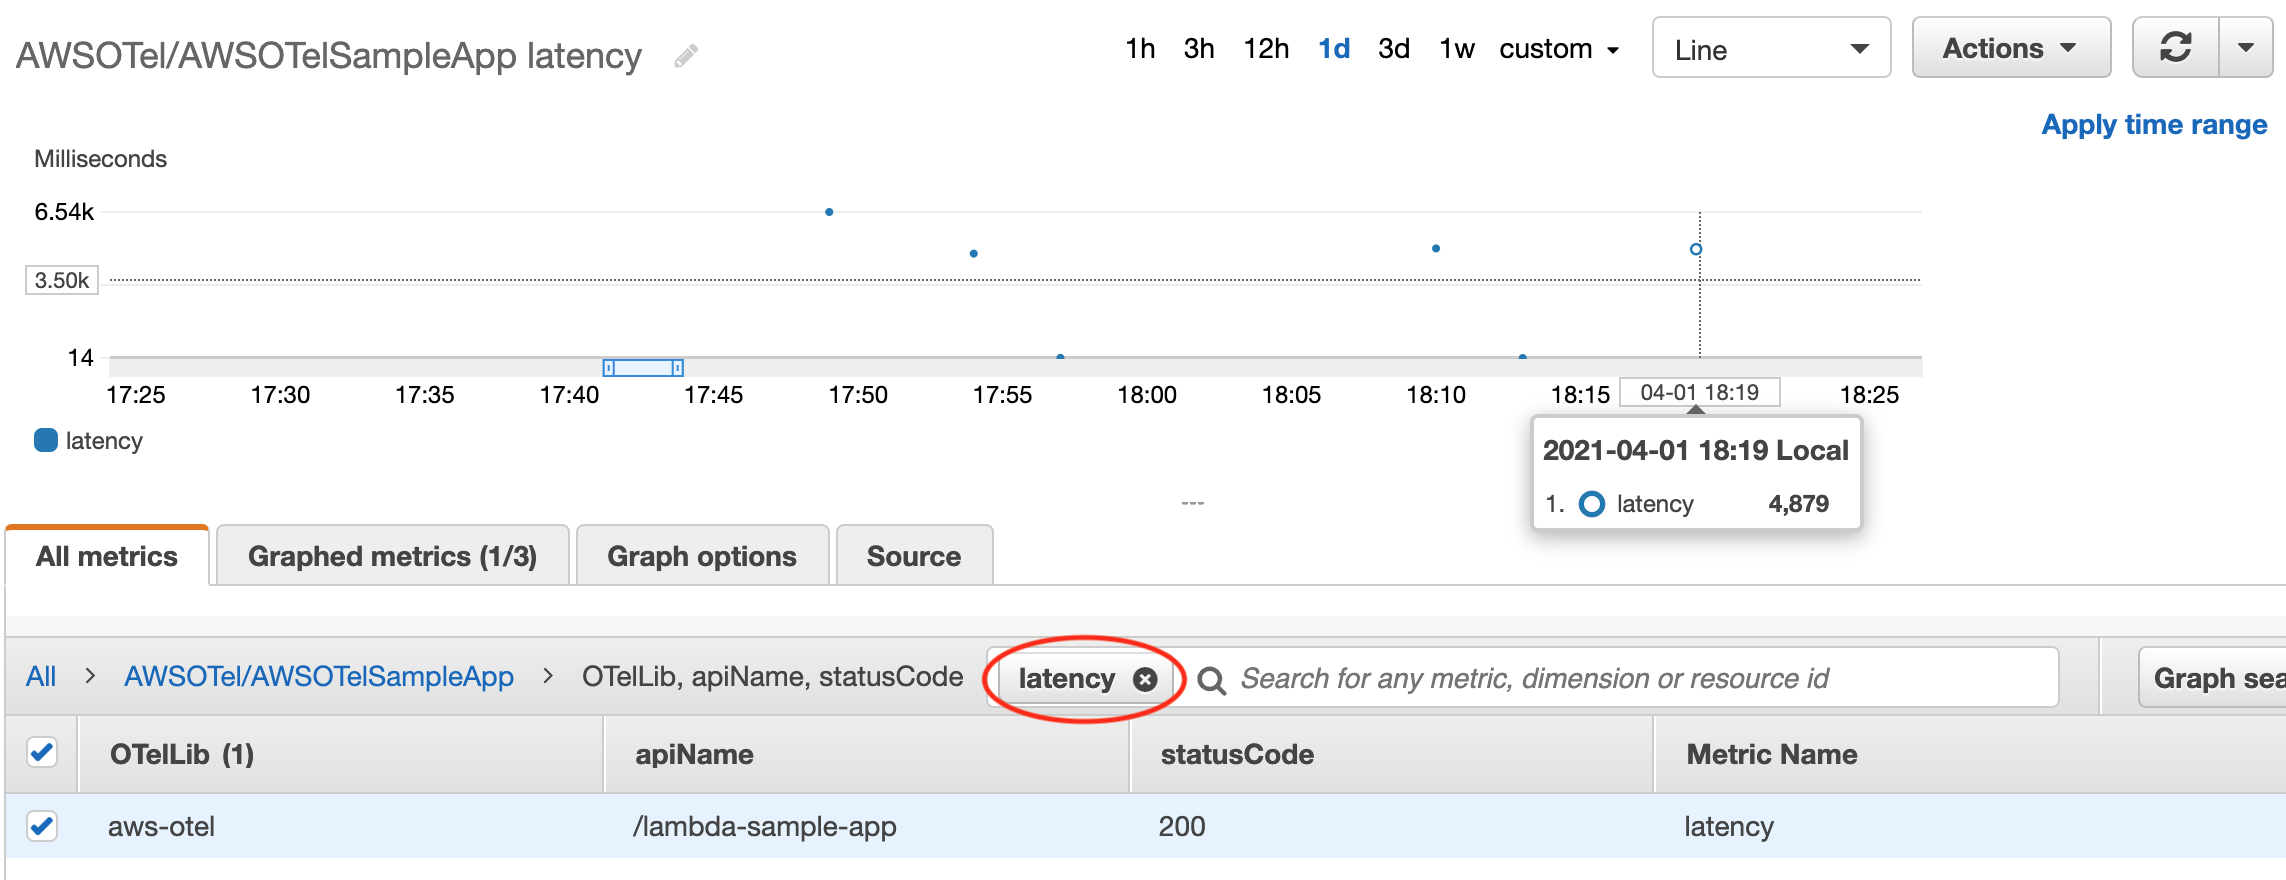 AWSOTel/AWSOTelSampleApp latency
1h 3h 12h 1d 3d 1w custom Line Actions
Apply time range
Milliseconds
6.54k
3.50k
14
17:25 17:30 17:35 17:40 17:45 17:50 17:55 18:00 18:05 18:10 18:15 04-01 18:19 18:25
latency
2021-04-01 18:19 Local
1. latency 4,879
All metrics Graphed metrics (1/3) Graph options Source
All > AWSOTel/AWSOTelSampleApp > OTelLib, apiName, statusCode latency Search for any metric, dimension or resource id Graph sea
OTelLib (1) apiName statusCode Metric Name
aws-otel /lambda-sample-app 200 latency